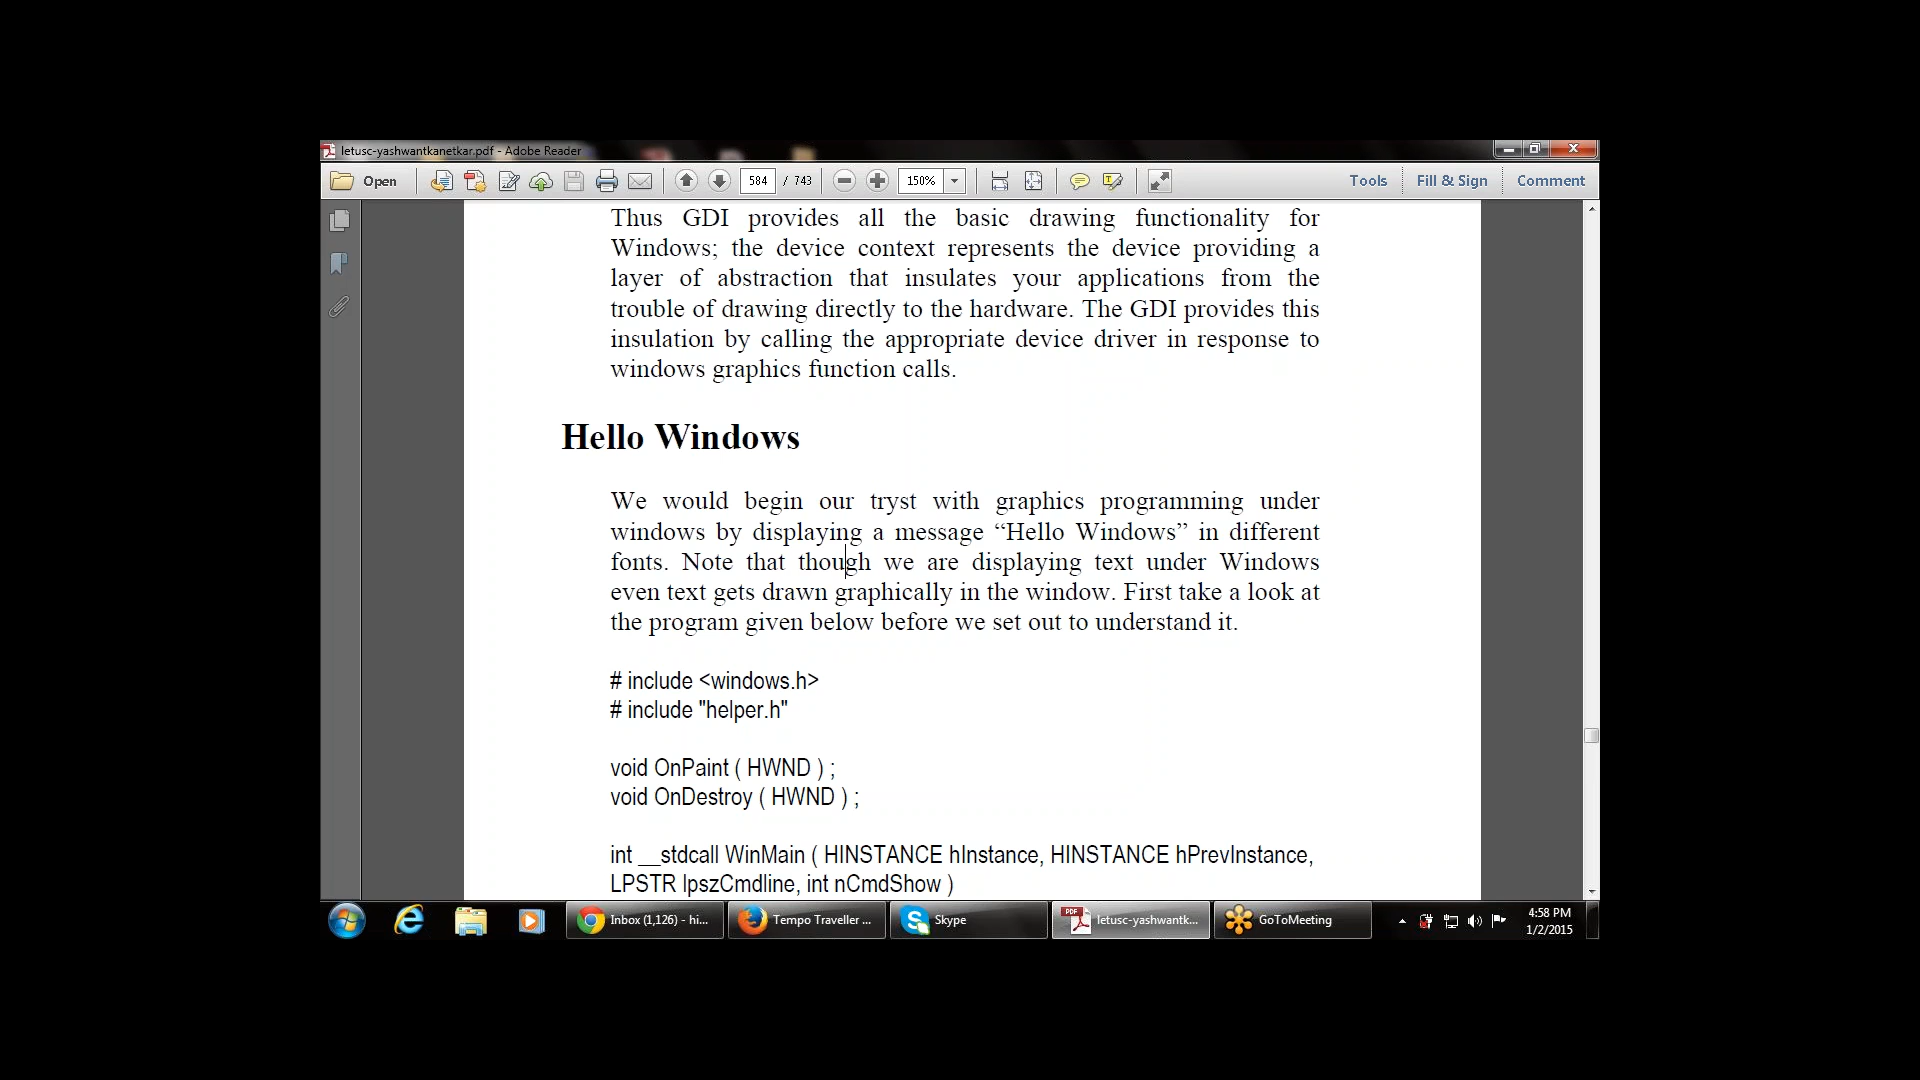 letusc-yashwantkanetkar.pdf - Adobe Reader
Open 584 / 743 150% Tools Fill & Sign Comment
Thus GDI provides all the basic drawing functionality for
Windows; the device context represents the device providing a
layer of abstraction that insulates your applications from the
trouble of drawing directly to the hardware. The GDI provides this
insulation by calling the appropriate device driver in response to
windows graphics function calls.
Hello Windows
We would begin our tryst with graphics programming under
windows by displaying a message “Hello Windows” in different
fonts. Note that though we are displaying text under Windows
even text gets drawn graphically in the window. First take a look at
the program given below before we set out to understand it.
# include <windows.h>
# include "helper.h"
void OnPaint ( HWND ) ;
void OnDestroy ( HWND ) ;
int __stdcall WinMain ( HINSTANCE hInstance, HINSTANCE hPrevInstance,
LPSTR lpszCmdline, int nCmdShow )
Inbox (1,126) - hi... Tempo Traveller ... Skype PDF letusc-yashwantk... GoToMeeting 4:58 PM
1/2/2015